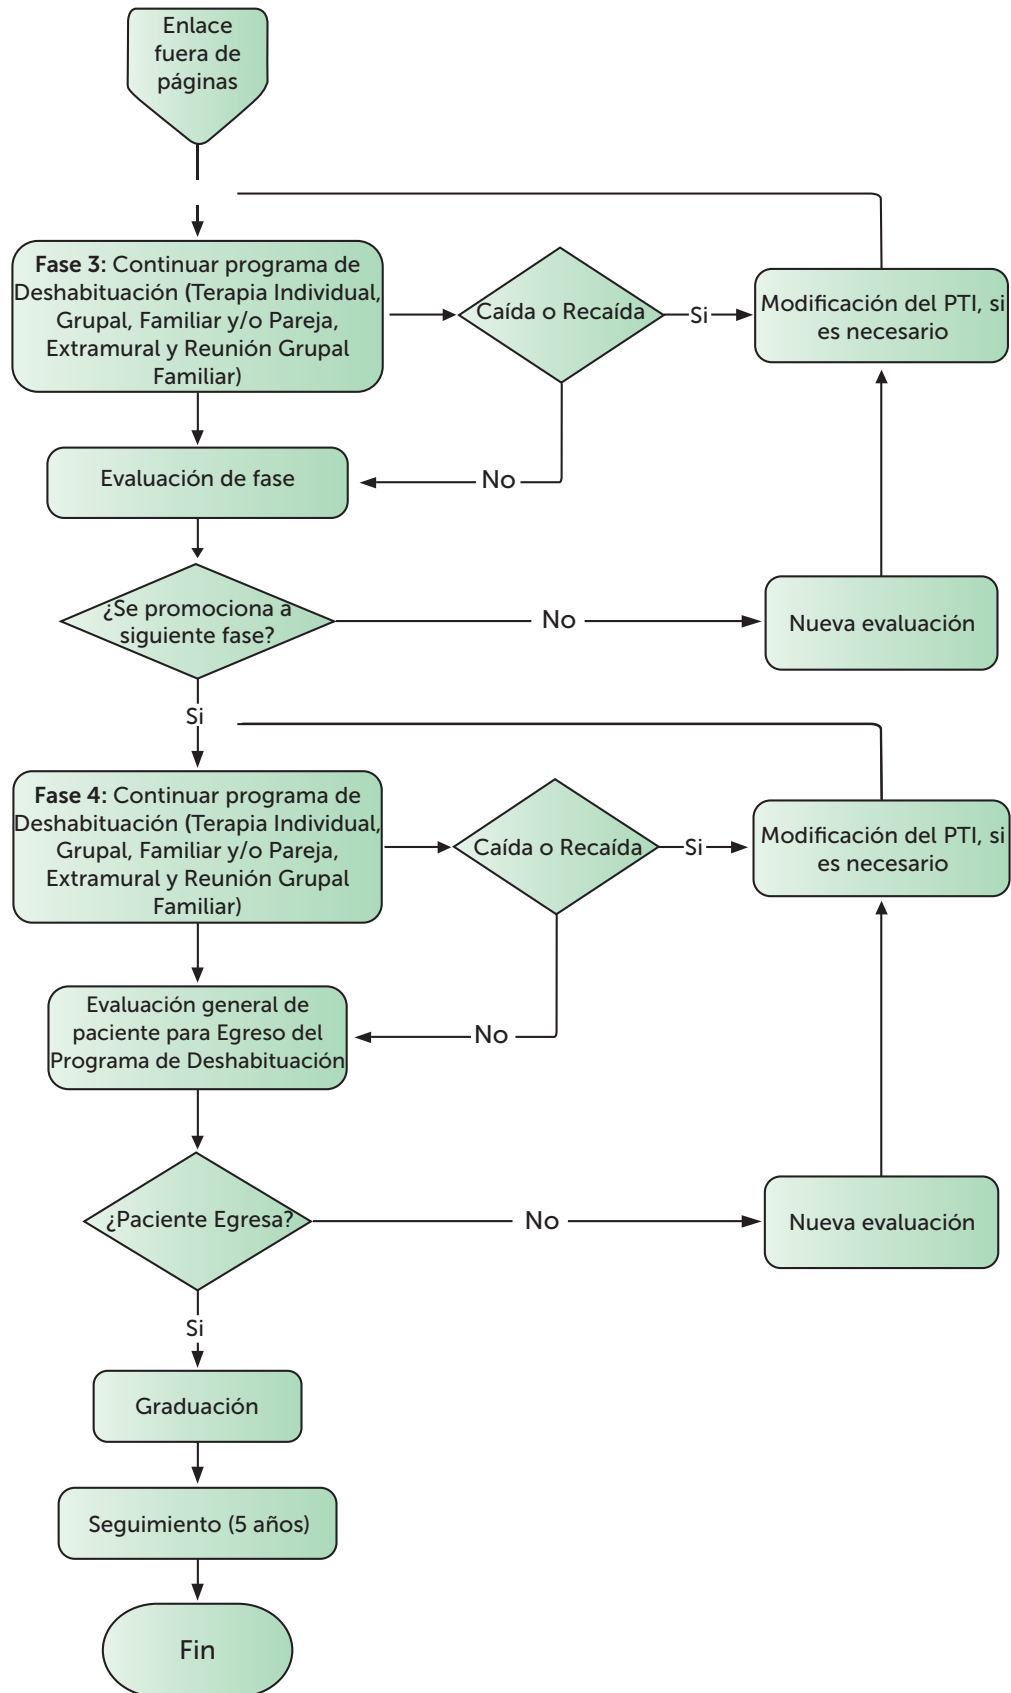 Enlace
fuera de
páginas
Fase 3: Continuar programa de
Deshabituación (Terapia Individual,
Grupal, Familiar y/o Pareja,
Extramural y Reunión Grupal
Familiar)
Caída o Recaída
Si
Modificación del PTI, si
es necesario
Evaluación de fase
No
¿Se promociona a
siguiente fase?
No
Nueva evaluación
Si
Fase 4: Continuar programa de
Deshabituación (Terapia Individual,
Grupal, Familiar y/o Pareja,
Extramural y Reunión Grupal
Familiar)
Caída o Recaída
Si
Modificación del PTI, si
es necesario
Evaluación general de
paciente para Egreso del
Programa de Deshabituación
No
¿Paciente Egresa?
No
Nueva evaluación
Si
Graduación
Seguimiento (5 años)
Fin